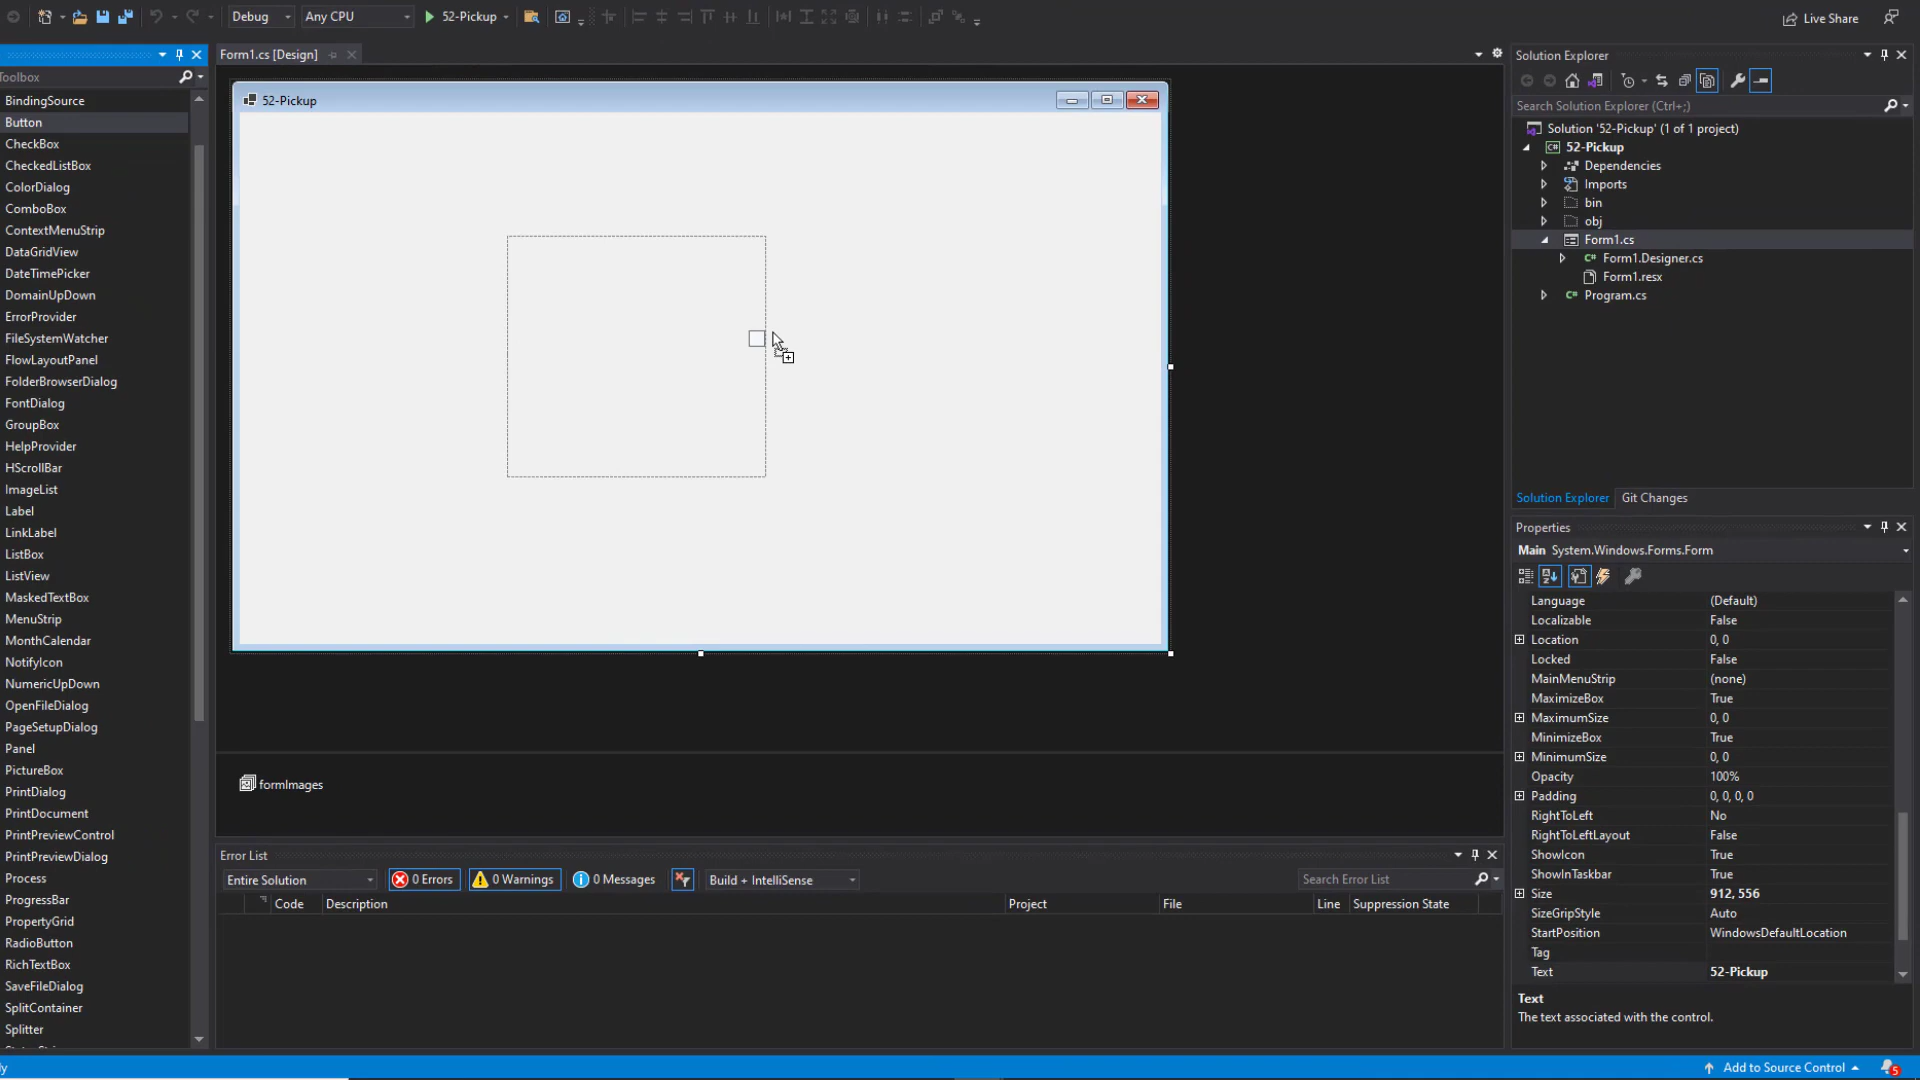 Debug
Any CPU
52-Pickup
Live Share
Form1.cs [Design]
Toolbox
BindingSource
Button
CheckBox
CheckedListBox
ColorDialog
ComboBox
ContextMenuStrip
DataGridView
DateTimePicker
DomainUpDown
ErrorProvider
FileSystemWatcher
FlowLayoutPanel
FolderBrowserDialog
FontDialog
GroupBox
HelpProvider
HScrollBar
ImageList
Label
LinkLabel
ListBox
ListView
MaskedTextBox
MenuStrip
MonthCalendar
NotifyIcon
NumericUpDown
OpenFileDialog
PageSetupDialog
Panel
PictureBox
PrintDialog
PrintDocument
PrintPreviewControl
PrintPreviewDialog
Process
ProgressBar
PropertyGrid
RadioButton
RichTextBox
SaveFileDialog
SplitContainer
Splitter
52-Pickup
formImages
Error List
Entire Solution
0 Errors
0 Warnings
0 Messages
Build + IntelliSense
Search Error List
Code
Description
Project
File
Line
Suppression State
Solution Explorer
Search Solution Explorer (Ctrl+;)
Solution '52-Pickup' (1 of 1 project)
52-Pickup
Dependencies
Imports
bin
obj
Form1.cs
Form1.Designer.cs
Form1.resx
Program.cs
Solution Explorer
Git Changes
Properties
Main System.Windows.Forms.Form
Language (Default)
Localizable False
Location 0, 0
Locked False
MainMenuStrip (none)
MaximizeBox True
MaximumSize 0, 0
MinimizeBox True
MinimumSize 0, 0
Opacity 100%
Padding 0, 0, 0, 0
RightToLeft No
RightToLeftLayout False
ShowIcon True
ShowInTaskbar True
Size 912, 556
SizeGripStyle Auto
StartPosition WindowsDefaultLocation
Tag
Text 52-Pickup
Text
The text associated with the control.
Add to Source Control
5